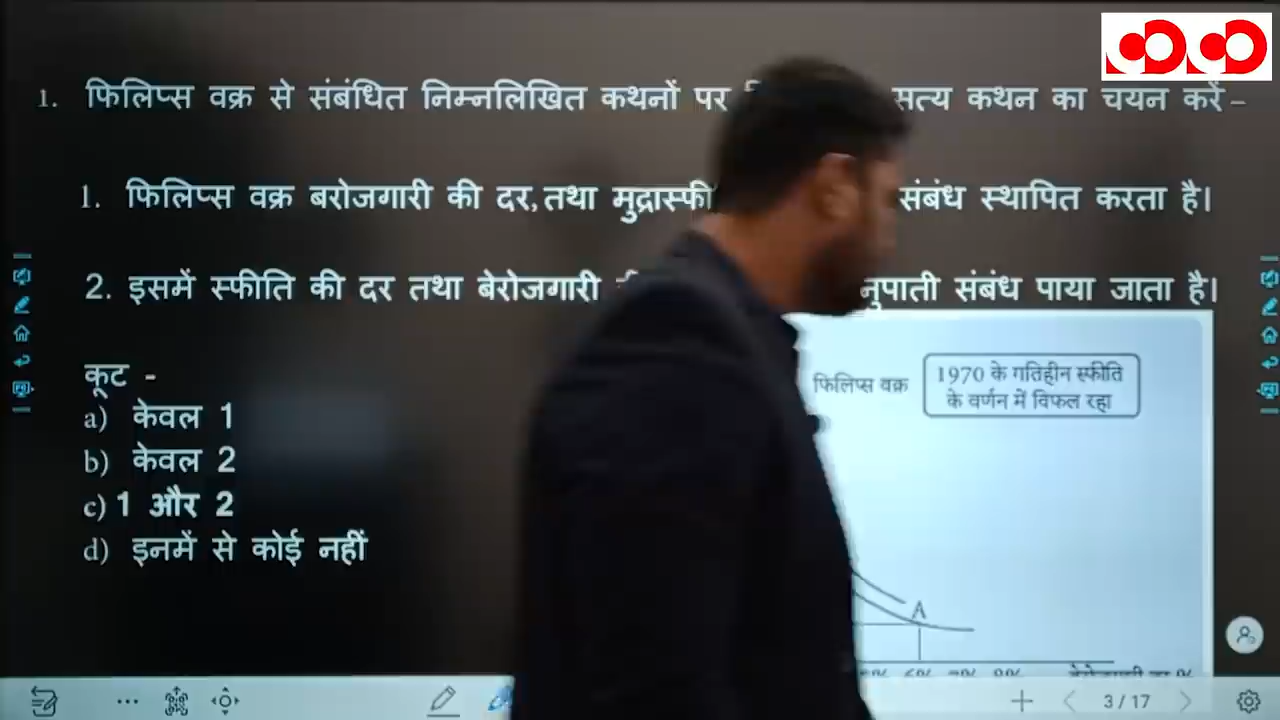 1. फिलिप्स वक्र से संबंधित निम्नलिखित कथनों पर सत्य कथन का चयन करें –
1. फिलिप्स वक्र बरोजगारी की दर, तथा संबंध स्थापित करता है।
2. इसमें स्फीति की दर तथा बेरोजगारी संबंध पाया जाता है।
कूट -
a) केवल 1
b) केवल 2
c) 1 और 2
d) इनमें से कोई नहीं
फिलिप्स वक्र
1970 के गतिहीन स्फीति
के वर्णन में विफल रहा
A
3 / 17